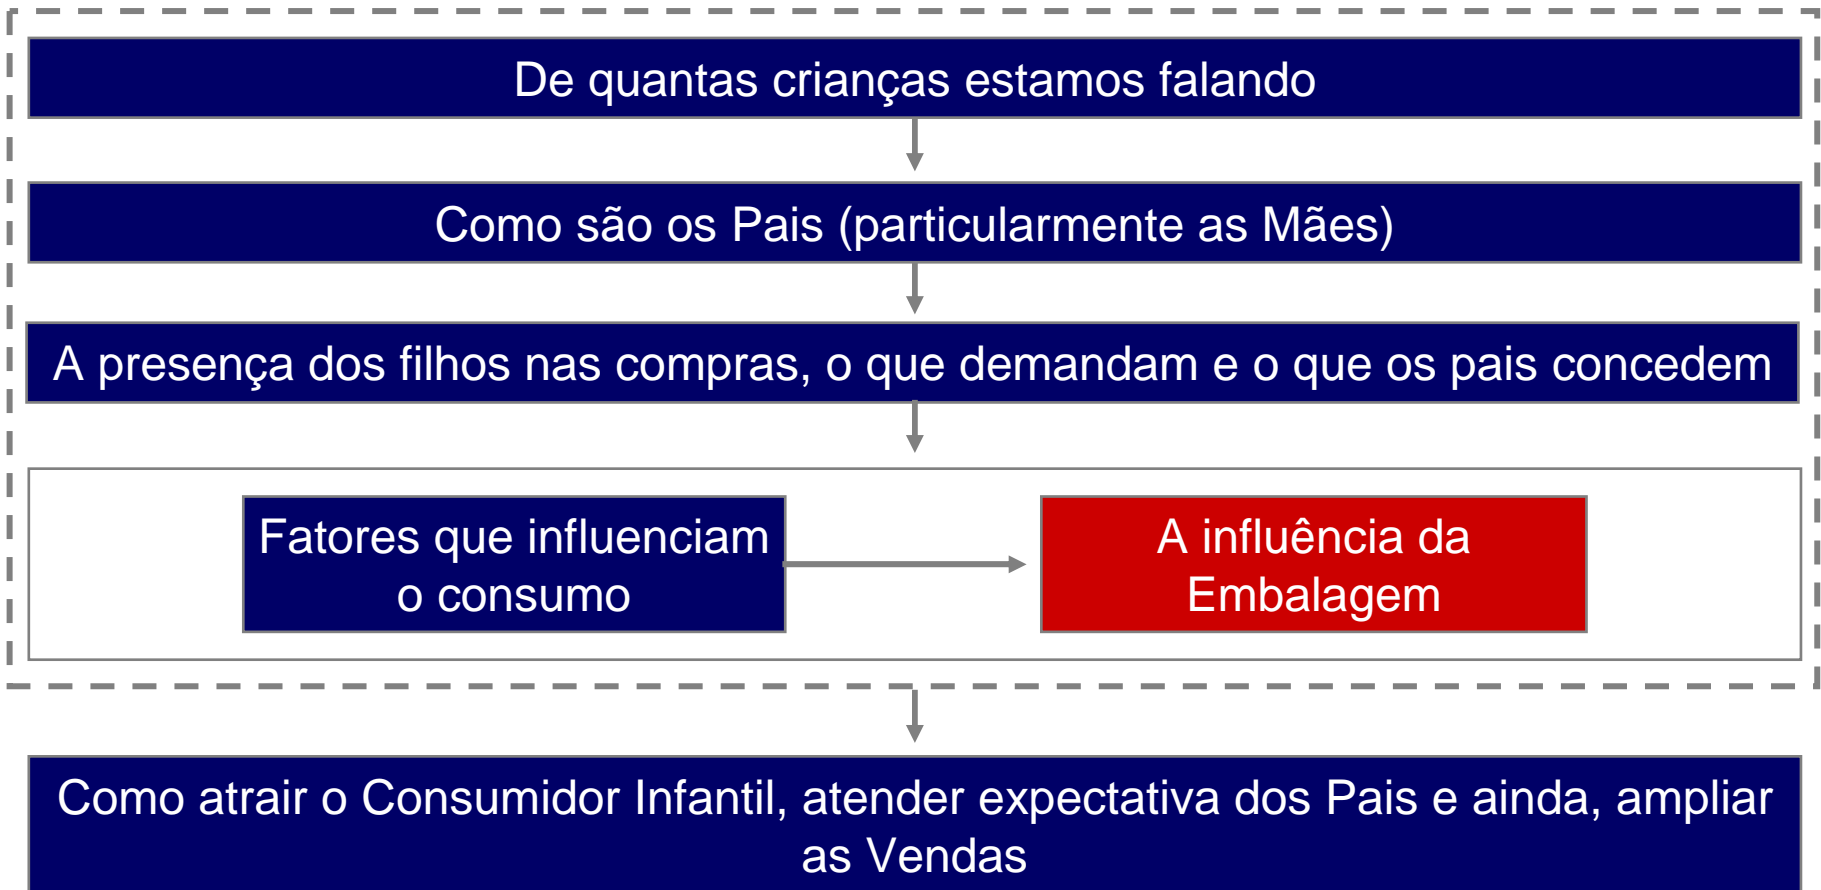 De quantas crianças estamos falando
Como são os Pais (particularmente as Mães)
A presença dos filhos nas compras, o que demandam e o que os pais concedem
Fatores que influenciam
o consumo
A influência da
Embalagem
Como atrair o Consumidor Infantil, atender expectativa dos Pais e ainda, ampliar
as Vendas